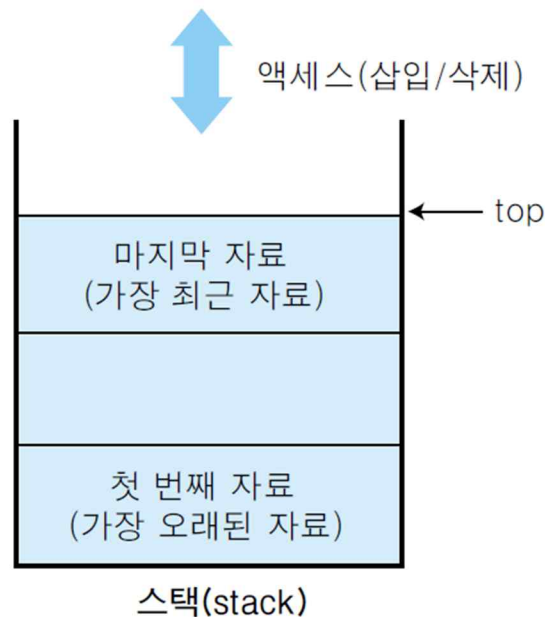 액세스(삽입/삭제)
top
마지막 자료
(가장 최근 자료)
첫 번째 자료
(가장 오래된 자료)
스택(stack)